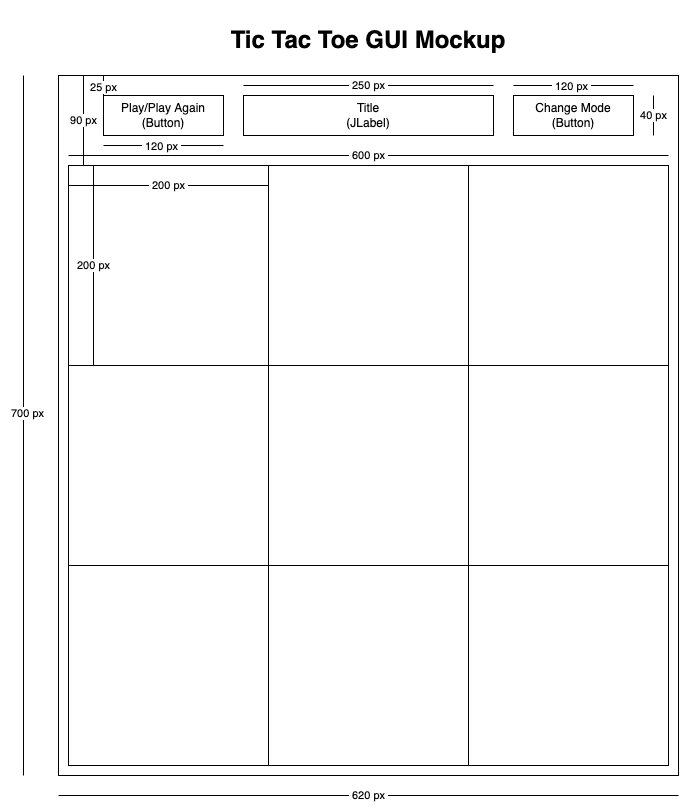 Tic Tac Toe GUI Mockup
25 px
250 px
120 px
Play/Play Again
(Button)
Title
(JLabel)
Change Mode
(Button)
90 px
40 px
120 px
600 px
200 px
200 px
700 px
620 px